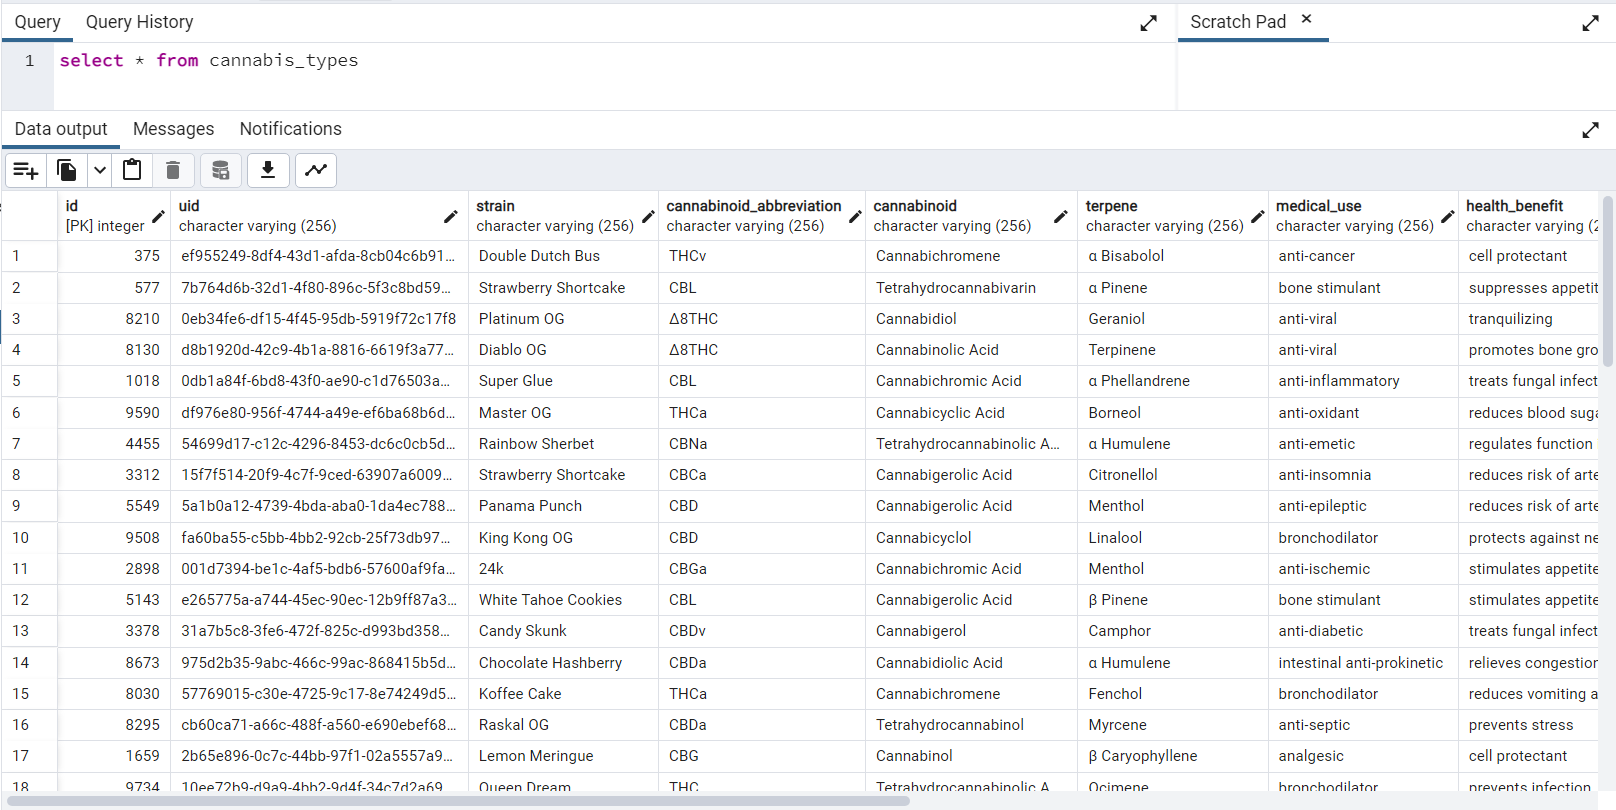 Query Query History Scratch Pad ×
1 select * from cannabis_types
Data output Messages Notifications
id uid strain cannabinoid_abbreviation cannabinoid terpene medical_use health_benefit
[PK] integer character varying (256) character varying (256) character varying (256) character varying (256) character varying (256) character varying (256) character varying (2
1 375 ef955249-8df4-43d1-afda-8cb04c6b91... Double Dutch Bus THCv Cannabichromene α Bisabolol anti-cancer cell protectant
2 577 7b764d6b-32d1-4f80-896c-5f3c8bd59... Strawberry Shortcake CBL Tetrahydrocannabivarin α Pinene bone stimulant suppresses appetit
3 8210 0eb34fe6-df15-4f45-95db-5919f72c17f8 Platinum OG Δ8THC Cannabidiol Geraniol anti-viral tranquilizing
4 8130 d8b1920d-42c9-4b1a-8816-6619f3a77... Diablo OG Δ8THC Cannabinolic Acid Terpinene anti-viral promotes bone gro
5 1018 0db1a84f-6bd8-43f0-ae90-c1d76503a... Super Glue CBL Cannabichromic Acid α Phellandrene anti-inflammatory treats fungal infect
6 9590 df976e80-956f-4744-a49e-ef6ba68b6d... Master OG THCa Cannabicyclic Acid Borneol anti-oxidant reduces blood suga
7 4455 54699d17-c12c-4296-8453-dc6c0cb5d... Rainbow Sherbet CBNa Tetrahydrocannabinolic A... α Humulene anti-emetic regulates function
8 3312 15f7f514-20f9-4c7f-9ced-63907a6009... Strawberry Shortcake CBCa Cannabigerolic Acid Citronellol anti-insomnia reduces risk of arte
9 5549 5a1b0a12-4739-4bda-aba0-1da4ec788... Panama Punch CBD Cannabigerolic Acid Menthol anti-epileptic reduces risk of arte
10 9508 fa60ba55-c5bb-4bb2-92cb-25f73db97... King Kong OG CBD Cannabicyclol Linalool bronchodilator protects against ne
11 2898 001d7394-be1c-4af5-bdb6-57600af9fa... 24k CBGa Cannabichromic Acid Menthol anti-ischemic stimulates appetite
12 5143 e265775a-a744-45ec-90ec-12b9ff87a3... White Tahoe Cookies CBL Cannabigerolic Acid β Pinene bone stimulant stimulates appetite
13 3378 31a7b5c8-3fe6-472f-825c-d993bd358... Candy Skunk CBDv Cannabigerol Camphor anti-diabetic treats fungal infect
14 8673 975d2b35-9abc-466c-99ac-868415b5d... Chocolate Hashberry CBDa Cannabidiolic Acid α Humulene intestinal anti-prokinetic relieves congestion
15 8030 57769015-c30e-4725-9c17-8e74249d5... Koffee Cake THCa Cannabichromene Fenchol bronchodilator reduces vomiting a
16 8295 cb60ca71-a66c-488f-a560-e690ebef68... Raskal OG CBDa Tetrahydrocannabinol Myrcene anti-septic prevents stress
17 1659 2b65e896-0c7c-44bb-97f1-02a5557a9... Lemon Meringue CBG Cannabinol β Caryophyllene analgesic cell protectant
18 9734 10ee72b9-d9a9-4bb2-9d4f-34c7d2a69 Queen Dream THC Tetrahydrocannabinolic A Ocimene bronchodilator prevents infection